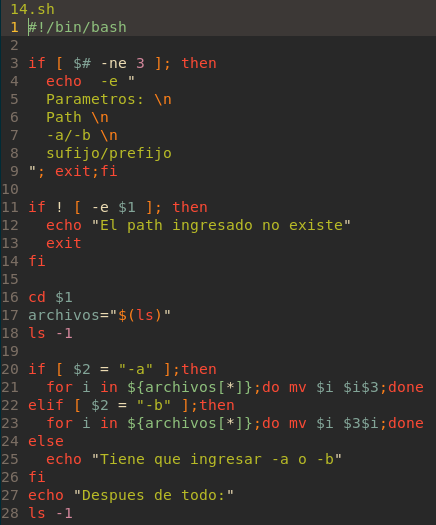 14.sh
1 #!/bin/bash
2
3 if [ $# -ne 3 ]; then
4   echo  -e "
5   Parametros: \n
6   Path \n
7   -a/-b \n
8   sufijo/prefijo
9 "; exit;fi
10
11 if ! [ -e $1 ]; then
12   echo "El path ingresado no existe"
13   exit
14 fi
15
16 cd $1
17 archivos="$(ls)"
18 ls -1
19
20 if [ $2 = "-a" ];then
21   for i in ${archivos[*]};do mv $i $i$3;done
22 elif [ $2 = "-b" ];then
23   for i in ${archivos[*]};do mv $i $3$i;done
24 else
25   echo "Tiene que ingresar -a o -b"
26 fi
27 echo "Despues de todo:"
28 ls -1